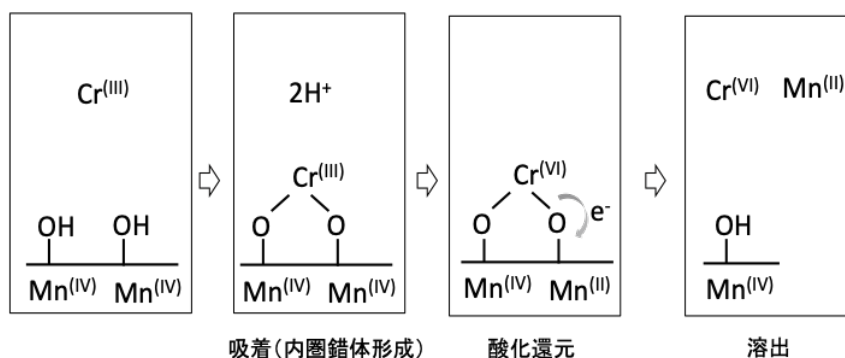 Cr(III)
OH OH
Mn(IV) Mn(IV)
2H+
Cr(III)
O O
Mn(IV) Mn(IV)
吸着(内圏錯体形成)
Cr(VI)
O O e-
Mn(IV) Mn(II)
酸化還元
Cr(VI) Mn(II)
OH
Mn(IV)
溶出